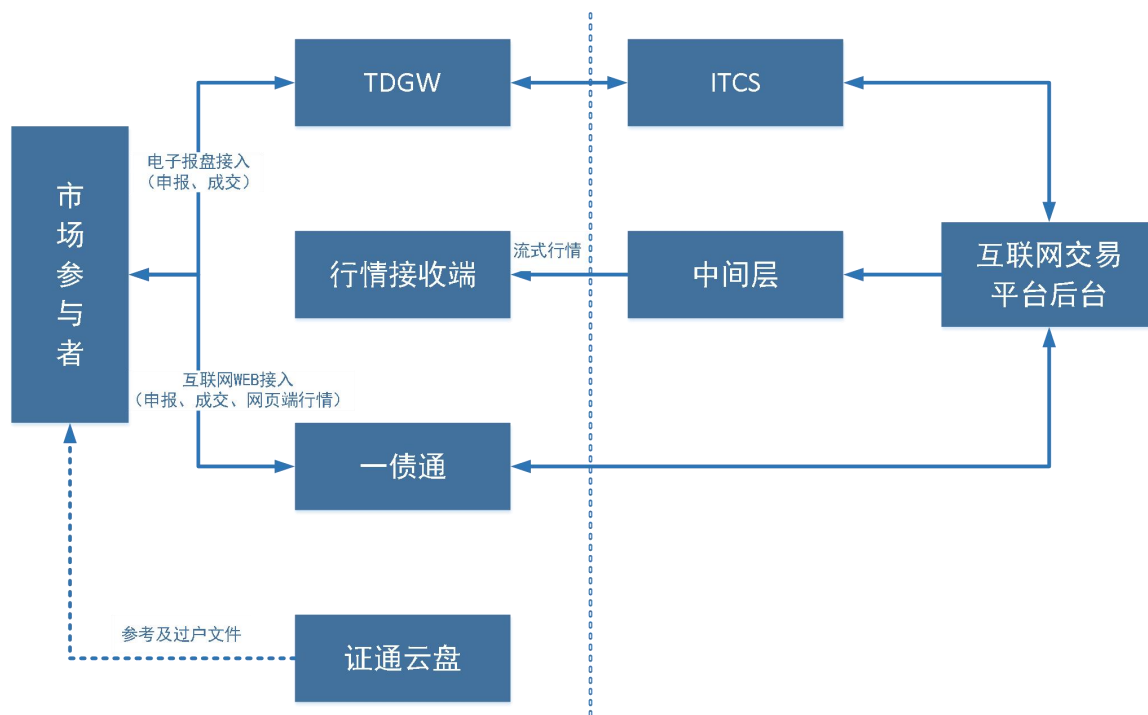 TDGW
ITCS
电子报盘接入
（申报、成交）
市
场
参
与
者
流式行情
行情接收端
中间层
互联网交易
平台后台
互联网WEB接入
（申报、成交、网页端行情）
一债通
参考及过户文件
证通云盘